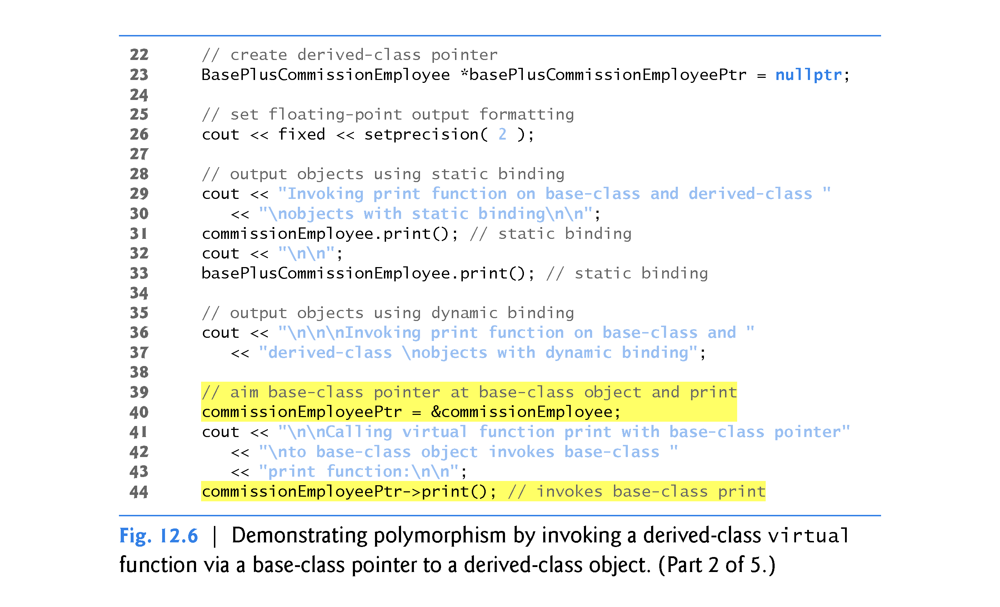 22 // create derived-class pointer
23 BasePlusCommissionEmployee *basePlusCommissionEmployeePtr = nullptr;
24
25 // set floating-point output formatting
26 cout << fixed << setprecision( 2 );
27
28 // output objects using static binding
29 cout << "Invoking print function on base-class and derived-class "
30 << "\nobjects with static binding\n\n";
31 commissionEmployee.print(); // static binding
32 cout << "\n\n";
33 basePlusCommissionEmployee.print(); // static binding
34
35 // output objects using dynamic binding
36 cout << "\n\n\nInvoking print function on base-class and "
37 << "derived-class \nobjects with dynamic binding";
38
39 // aim base-class pointer at base-class object and print
40 commissionEmployeePtr = &commissionEmployee;
41 cout << "\n\nCalling virtual function print with base-class pointer"
42 << "\nto base-class object invokes base-class "
43 << "print function:\n\n";
44 commissionEmployeePtr->print(); // invokes base-class print
Fig. 12.6 | Demonstrating polymorphism by invoking a derived-class virtual
function via a base-class pointer to a derived-class object. (Part 2 of 5.)